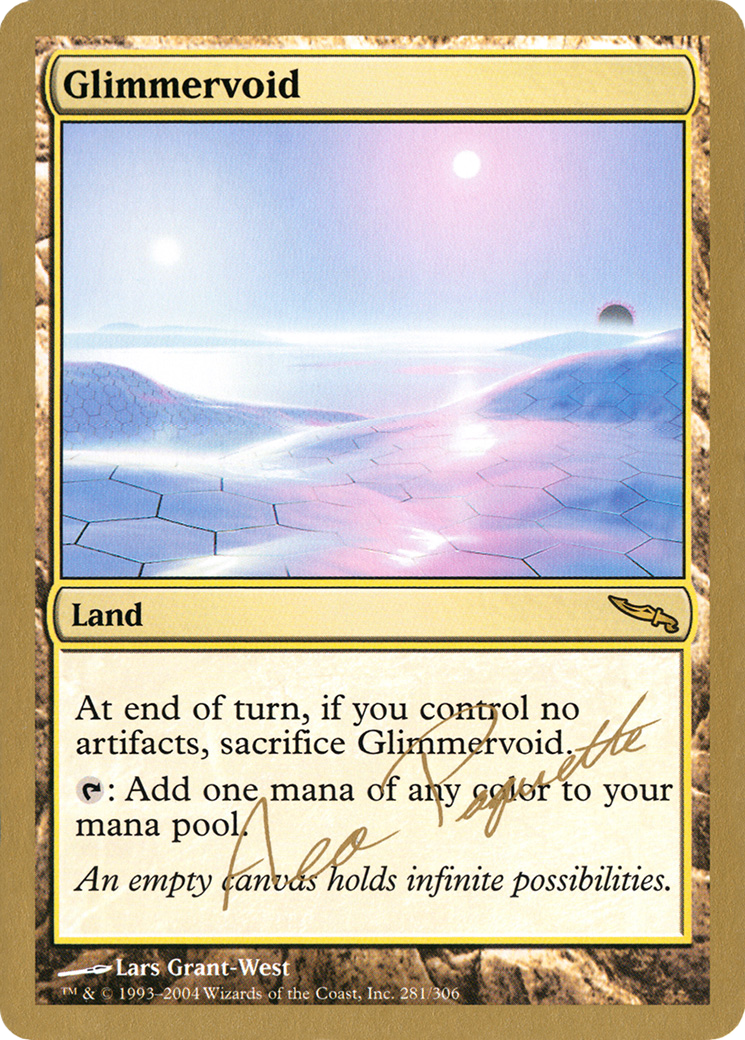 Glimmervoid
Land
At end of turn, if you control no
artifacts, sacrifice Glimmervoid.
: Add one mana of any color to your
mana pool.
An empty canvas holds infinite possibilities.
Aeo Paquette
Lars Grant-West
™ & © 1993–2004 Wizards of the Coast, Inc. 281/306